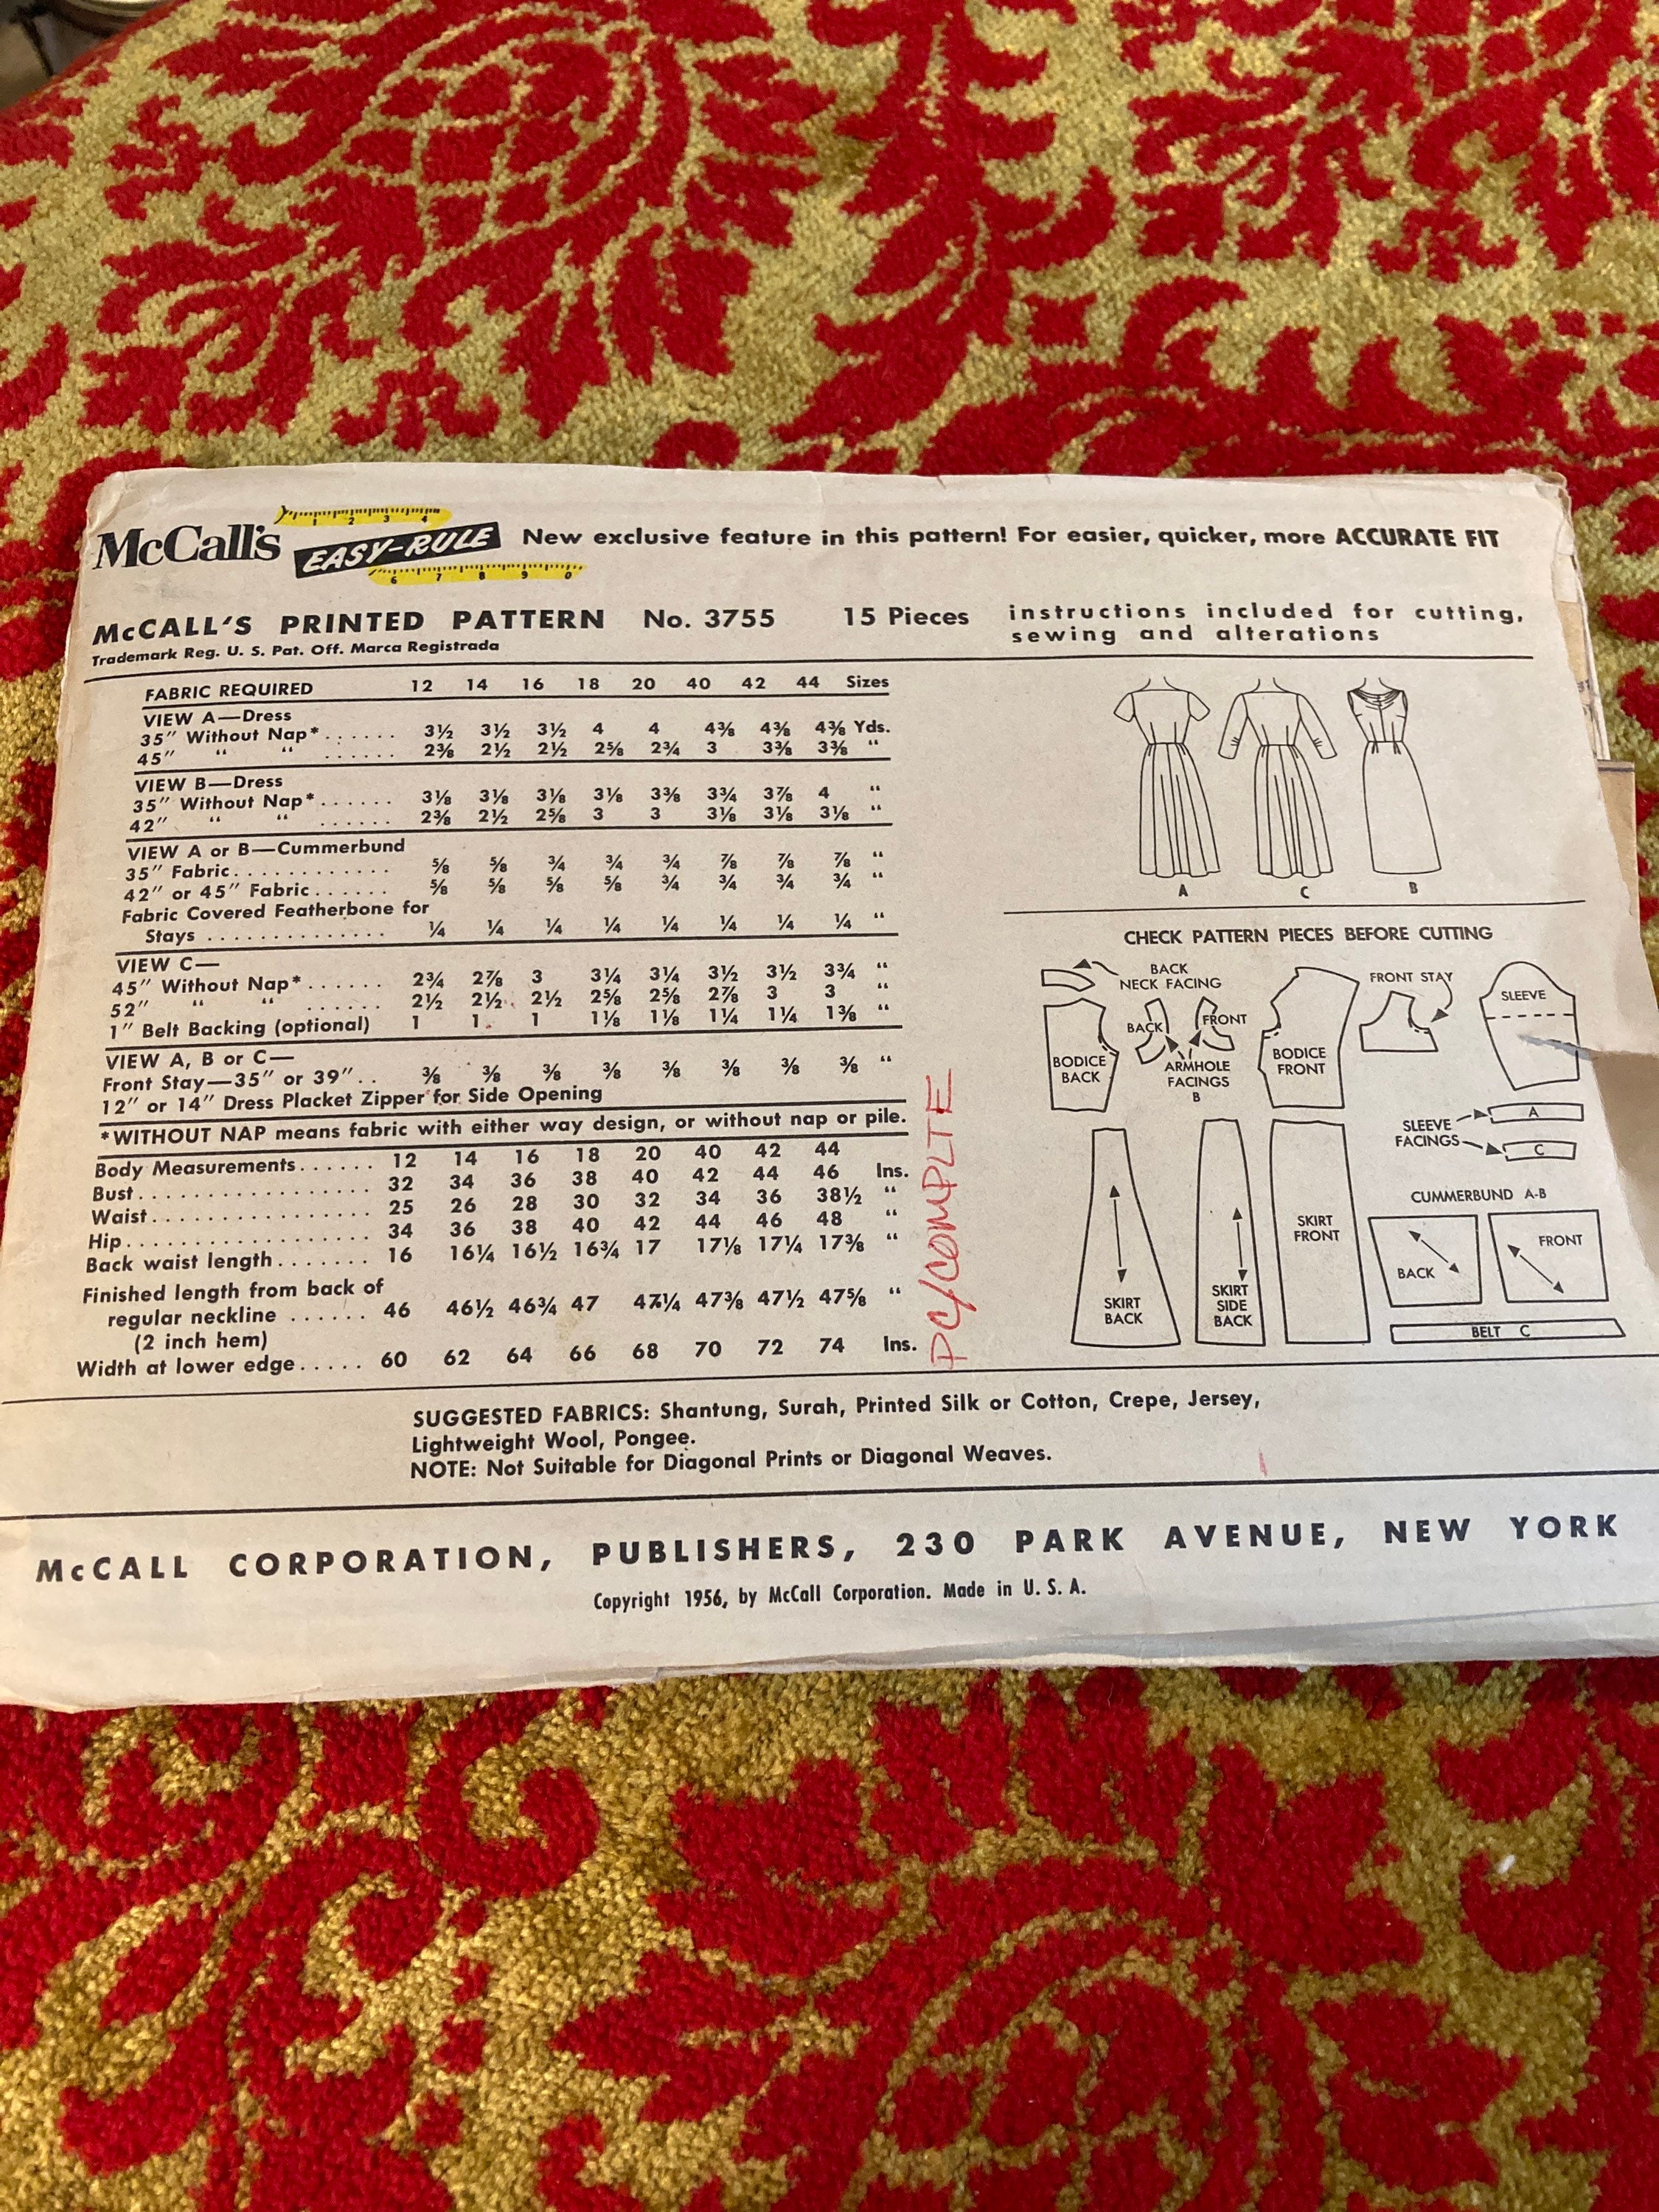 McCall's EASY-RULE New exclusive feature in this pattern! For easier, quicker, more ACCURATE FIT
1 2 3 4
6 7 8 9 0
McCALL'S PRINTED PATTERN No. 3755 15 Pieces
Trademark Reg. U. S. Pat. Off. Marca Registrada
instructions included for cutting,
sewing and alterations
FABRIC REQUIRED 12 14 16 18 20 40 42 44 Sizes
VIEW A—Dress
35" Without Nap*...... 3½ 3½ 3½ 4 4 4⅜ 4⅜ 4⅜ Yds.
45" " " ...... 2⅜ 2½ 2½ 2⅝ 2¾ 3 3⅜ 3⅜ "
VIEW B—Dress
35" Without Nap*...... 3⅛ 3⅛ 3⅛ 3⅛ 3⅜ 3¾ 3⅞ 4 "
42" " " ...... 2⅜ 2½ 2⅝ 3 3 3⅛ 3⅛ 3⅛ "
VIEW A or B—Cummerbund
35" Fabric............ ⅝ ⅝ ¾ ¾ ¾ ⅞ ⅞ ⅞ "
42" or 45" Fabric...... ⅝ ⅝ ⅝ ⅝ ¾ ¾ ¾ ¾ "
Fabric Covered Featherbone for
Stays .............. ¼ ¼ ¼ ¼ ¼ ¼ ¼ ¼ "
VIEW C—
45" Without Nap*...... 2¾ 2⅞ 3 3¼ 3¼ 3½ 3½ 3¾ "
52" " " ...... 2½ 2½ 2½ 2⅝ 2⅝ 2⅞ 3 3 "
1" Belt Backing (optional) 1 1 1 1⅛ 1⅛ 1¼ 1¼ 1⅜ "
VIEW A, B or C—
Front Stay—35" or 39".. ⅜ ⅜ ⅜ ⅜ ⅜ ⅜ ⅜ ⅜ "
12" or 14" Dress Placket Zipper for Side Opening
*WITHOUT NAP means fabric with either way design, or without nap or pile.
Body Measurements...... 12 14 16 18 20 40 42 44
Bust.................. 32 34 36 38 40 42 44 46 Ins.
Waist................. 25 26 28 30 32 34 36 38½ "
Hip................... 34 36 38 40 42 44 46 48 "
Back waist length....... 16 16¼ 16½ 16¾ 17 17⅛ 17¼ 17⅜ "
Finished length from back of
regular neckline ...... 46 46½ 46¾ 47 47¼ 47⅜ 47½ 47⅝ "
(2 inch hem)
Width at lower edge..... 60 62 64 66 68 70 72 74 Ins.
PC/COMPLTE
A C B
CHECK PATTERN PIECES BEFORE CUTTING
BACK
NECK FACING
BODICE
BACK
BACK
FRONT
ARMHOLE
FACINGS
B
BODICE
FRONT
FRONT STAY
SLEEVE
SLEEVE
FACINGS
A
C
SKIRT
BACK
SKIRT
SIDE
BACK
SKIRT
FRONT
CUMMERBUND A-B
BACK
FRONT
BELT C
SUGGESTED FABRICS: Shantung, Surah, Printed Silk or Cotton, Crepe, Jersey,
Lightweight Wool, Pongee.
NOTE: Not Suitable for Diagonal Prints or Diagonal Weaves.
McCALL CORPORATION, PUBLISHERS, 230 PARK AVENUE, NEW YORK
Copyright 1956, by McCall Corporation. Made in U. S. A.